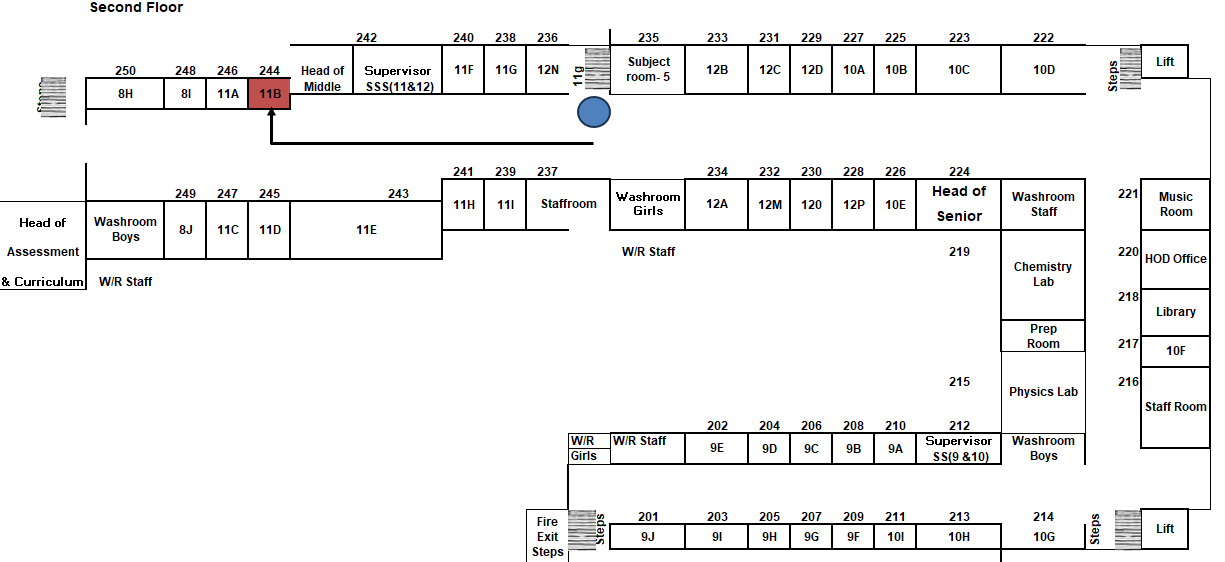 Second Floor
242
240
238
236
235
233
231
229
227
225
223
222
250
248
246
244
Head of
Middle
Supervisor
SSS(11&12)
11F
11G
12N
11g
Subject
room- 5
12B
12C
12D
10A
10B
10C
10D
Steps
Lift
Steps
8H
8I
11A
11B
241
239
237
234
232
230
228
226
224
249
247
245
243
11H
11I
Staffroom
Washroom
Girls
12A
12M
120
12P
10E
Head of
Senior
Washroom
Staff
221
Music
Room
Head of
Assessment
& Curriculum
Washroom
Boys
8J
11C
11D
11E
W/R Staff
W/R Staff
219
Chemistry
Lab
220
HOD Office
218
Library
Prep
Room
217
10F
215
Physics Lab
216
Staff Room
202
204
206
208
210
212
W/R
Girls
W/R Staff
9E
9D
9C
9B
9A
Supervisor
SS(9 &10)
Washroom
Boys
201
203
205
207
209
211
213
214
Fire
Exit
Steps
Steps
9J
9I
9H
9G
9F
10I
10H
10G
Steps
Lift